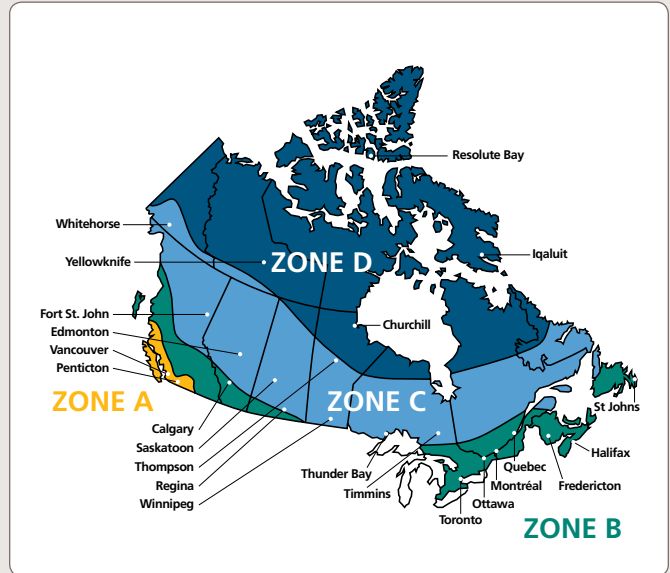 Resolute Bay
Whitehorse
Iqaluit
Yellowknife
ZONE D
Fort St. John
Churchill
Edmonton
Vancouver
Penticton
ZONE A
ZONE C
St Johns
Calgary
Saskatoon
Halifax
Thompson
Thunder Bay
Quebec
Regina
Montréal
Fredericton
Timmins
Winnipeg
Ottawa
Toronto
ZONE B